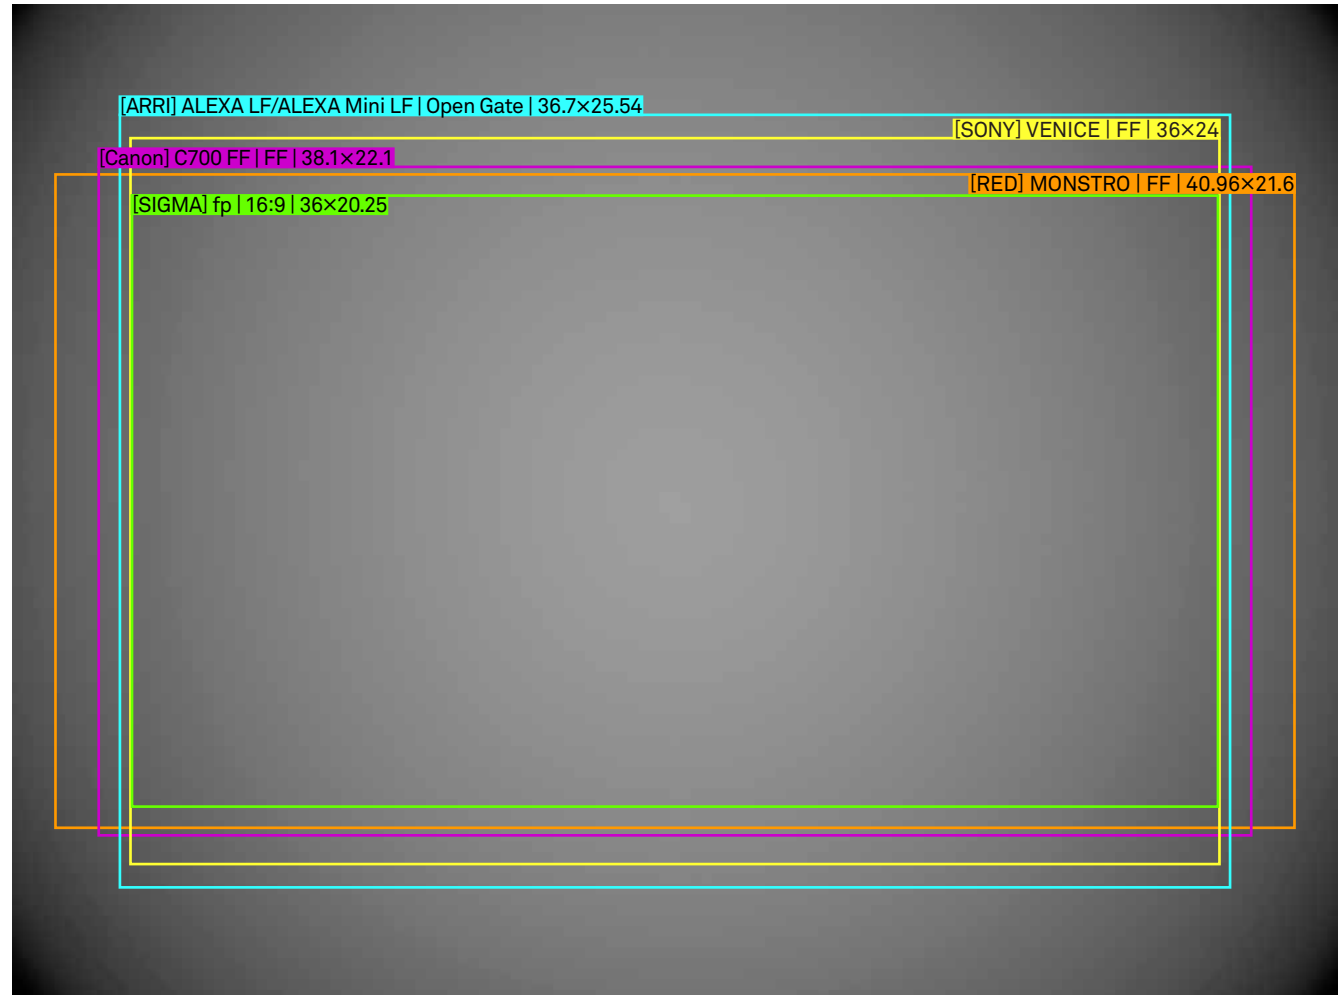 [ARRI] ALEXA LF/ALEXA Mini LF | Open Gate | 36.7×25.54
[SONY] VENICE | FF | 36×24
[Canon] C700 FF | FF | 38.1×22.1
[RED] MONSTRO | FF | 40.96×21.6
[SIGMA] fp | 16:9 | 36×20.25